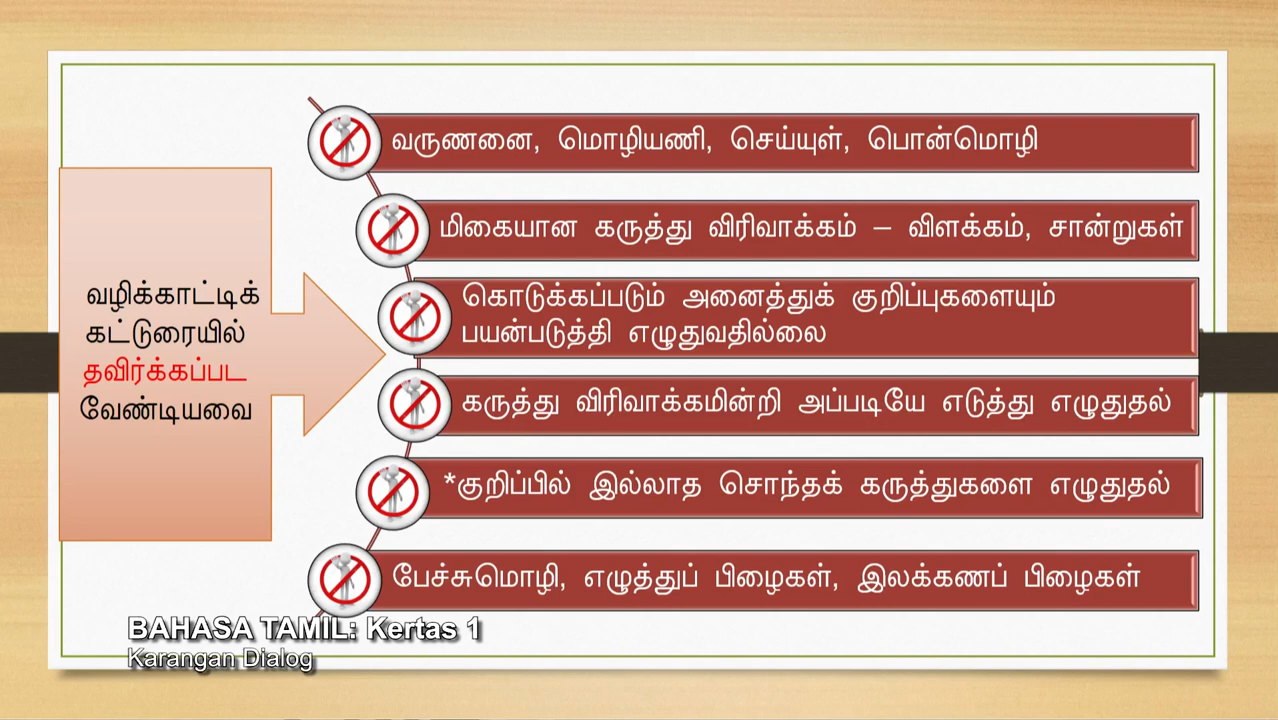 வழிக்காட்டிக்
கட்டுரையில்
தவிர்க்கப்பட
வேண்டியவை
வருணனை, மொழியணி, செய்யுள், பொன்மொழி
மிகையான கருத்து விரிவாக்கம் – விளக்கம், சான்றுகள்
கொடுக்கப்படும் அனைத்துக் குறிப்புகளையும்
பயன்படுத்தி எழுதுவதில்லை
கருத்து விரிவாக்கமின்றி அப்படியே எடுத்து எழுதுதல்
*குறிப்பில் இல்லாத சொந்தக் கருத்துகளை எழுதுதல்
பேச்சுமொழி, எழுத்துப் பிழைகள், இலக்கணப் பிழைகள்
BAHASA TAMIL: Kertas 1
Karangan Dialog